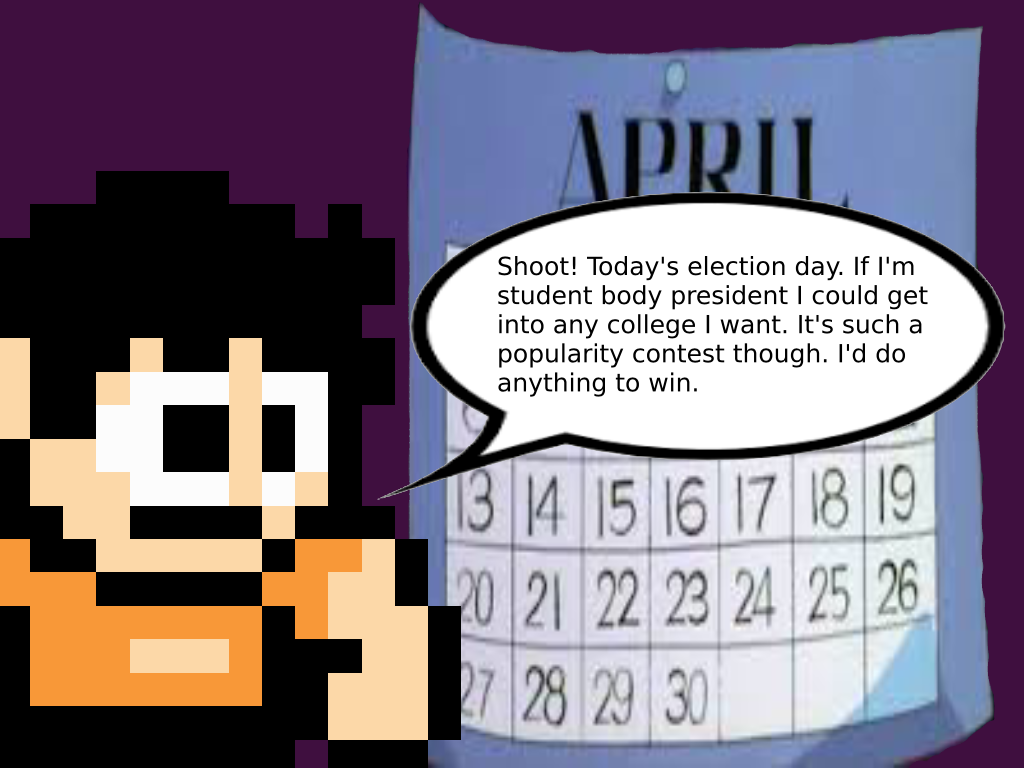 APRIL
Shoot! Today's election day. If I'm
student body president I could get
into any college I want. It's such a
popularity contest though. I'd do
anything to win.
13 14 15 16 17 18 19
20 21 22 23 24 25 26
27 28 29 30